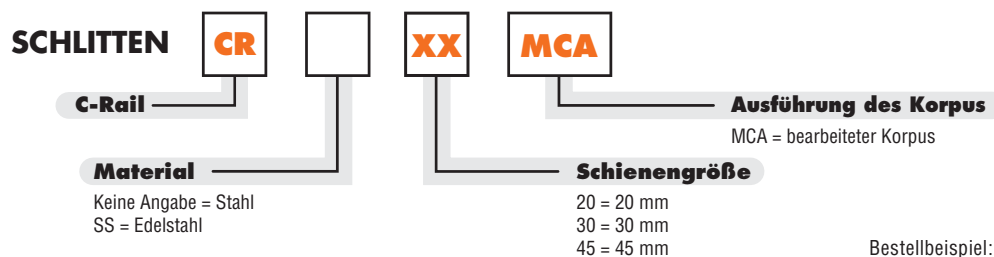 SCHLITTEN CR XX MCA
C-Rail
Ausführung des Korpus
MCA = bearbeiteter Korpus
Material
Keine Angabe = Stahl
SS = Edelstahl
Schienengröße
20 = 20 mm
30 = 30 mm
45 = 45 mm
Bestellbeispiel: